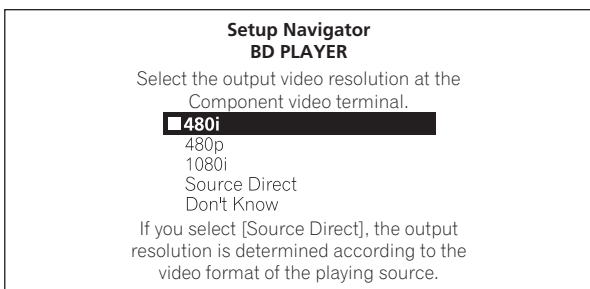 Setup Navigator
BD PLAYER
Select the output video resolution at the
Component video terminal.
480i
480p
1080i
Source Direct
Don't Know
If you select [Source Direct], the output
resolution is determined according to the
video format of the playing source.